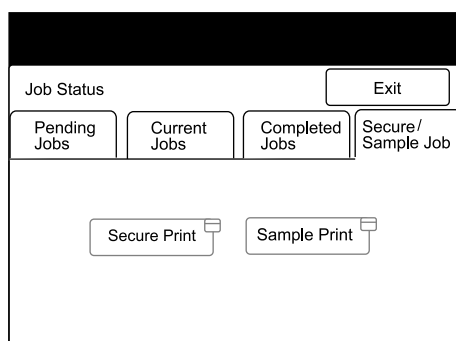 Job Status
Exit
Pending
Jobs
Current
Jobs
Completed
Jobs
Secure/
Sample Job
Secure Print
Sample Print